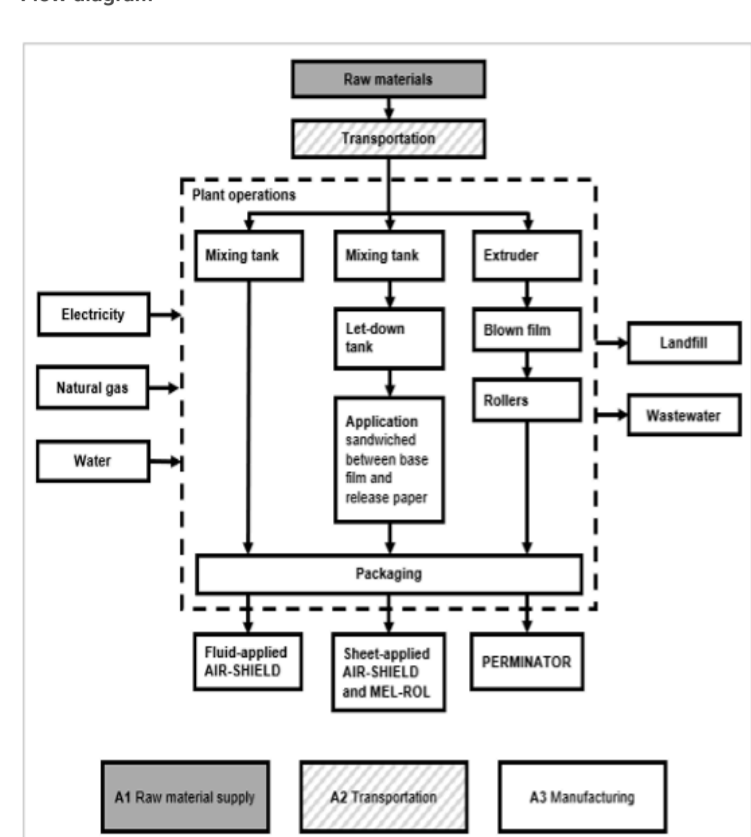 Flow diagram
Raw materials
Transportation
Plant operations
Mixing tank
Mixing tank
Extruder
Electricity
Let-down
tank
Blown film
Landfill
Natural gas
Rollers
Application
sandwiched
between base
film and
release paper
Wastewater
Water
Packaging
Fluid-applied
AIR-SHIELD
Sheet-applied
AIR-SHIELD
and MEL-ROL
PERMINATOR
A1 Raw material supply
A2 Transportation
A3 Manufacturing